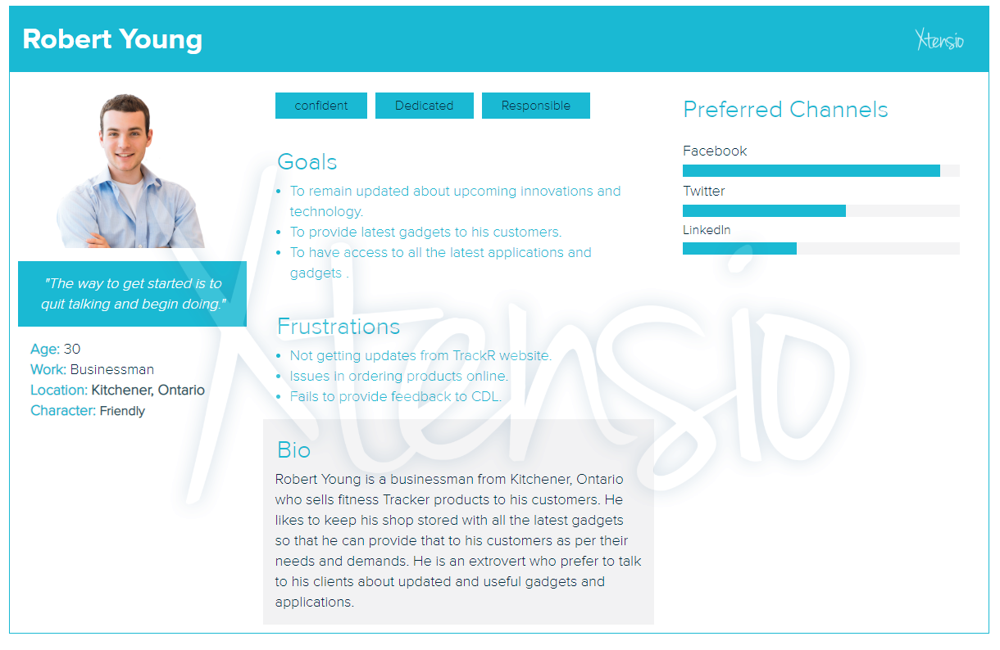 Robert Young
Xtensio
confident
Dedicated
Responsible
"The way to get started is to
quit talking and begin doing."
Age: 30
Work: Businessman
Location: Kitchener, Ontario
Character: Friendly
Goals
• To remain updated about upcoming innovations and
technology.
• To provide latest gadgets to his customers.
• To have access to all the latest applications and
gadgets .
Frustrations
• Not getting updates from TrackR website.
• Issues in ordering products online.
• Fails to provide feedback to CDL.
Bio
Robert Young is a businessman from Kitchener, Ontario
who sells fitness Tracker products to his customers. He
likes to keep his shop stored with all the latest gadgets
so that he can provide that to his customers as per their
needs and demands. He is an extrovert who prefer to talk
to his clients about updated and useful gadgets and
applications.
Preferred Channels
Facebook
Twitter
LinkedIn
Xtensio